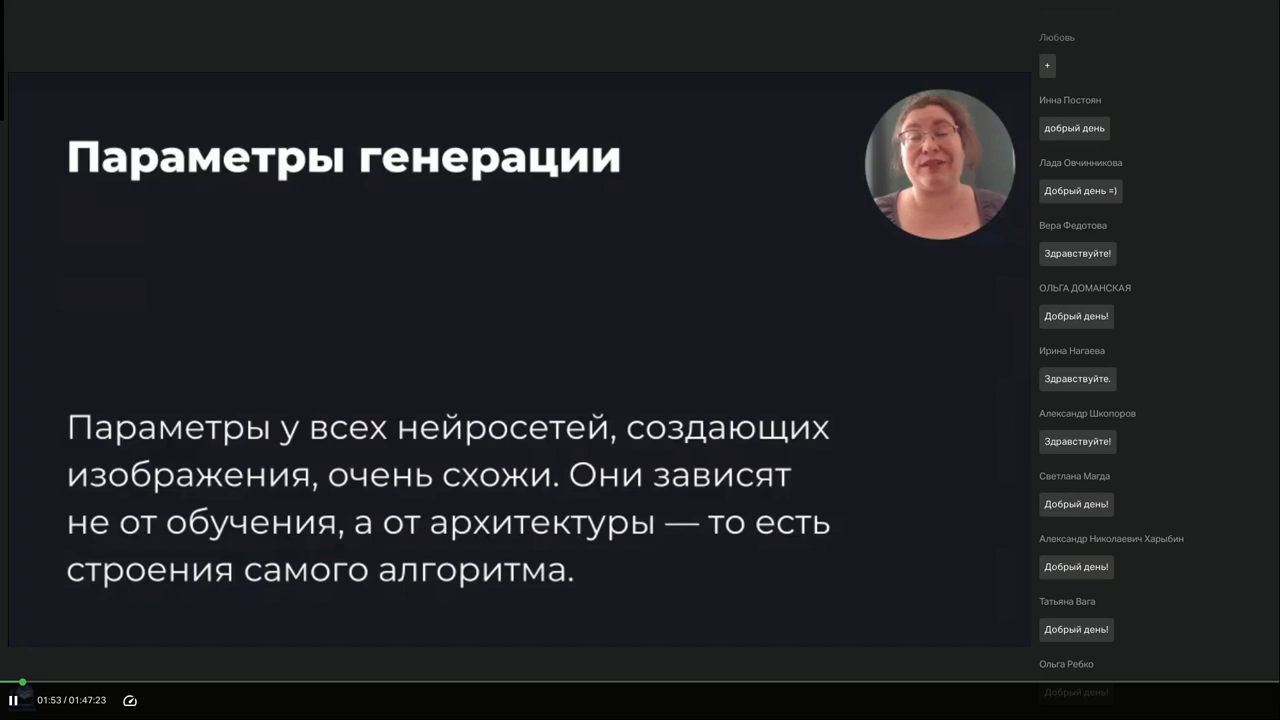 Параметры генерации
Параметры у всех нейросетей, создающих
изображения, очень схожи. Они зависят
не от обучения, а от архитектуры — то есть
строения самого алгоритма.
Любовь
+
Инна Постоян
добрый день
Лада Овчинникова
Добрый день =)
Вера Федотова
Здравствуйте!
ОЛЬГА ДОМАНСКАЯ
Добрый день!
Ирина Нагаева
Здравствуйте.
Александр Шкопоров
Здравствуйте!
Светлана Магда
Добрый день!
Александр Николаевич Харыбин
Добрый день!
Татьяна Вага
Добрый день!
Ольга Ребко
Добрый день!
01:53 / 01:47:23